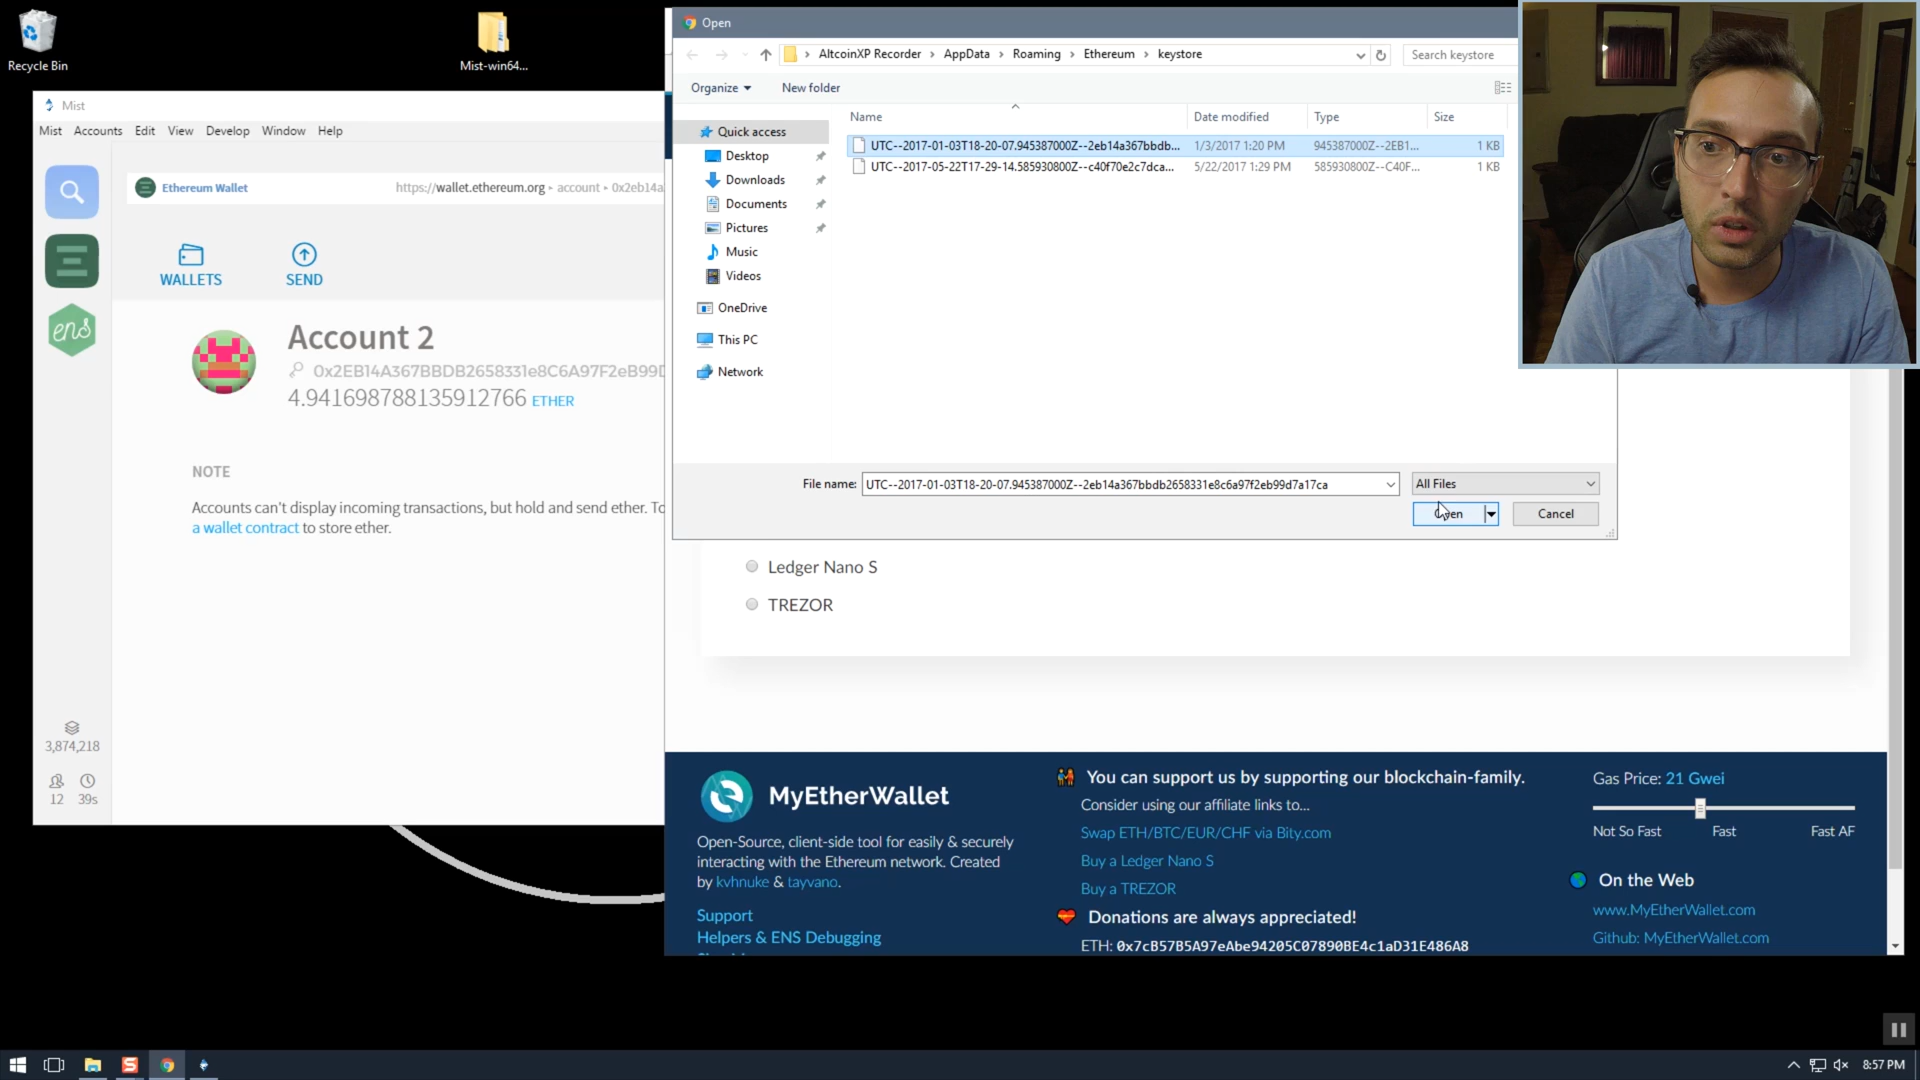 Recycle Bin
Mist-win64...
Mist
Mist Accounts Edit View Develop Window Help
Ethereum Wallet
https://wallet.ethereum.org ▸ account ▸ 0x2eb14a
WALLETS
SEND
Account 2
0x2EB14A367BBDB2658331e8C6A97F2eB99D
4.941698788135912766 ETHER
NOTE
Accounts can't display incoming transactions, but hold and send ether. To
a wallet contract to store ether.
ens
3,874,218
12 39s
Open
AltcoinXP Recorder › AppData › Roaming › Ethereum › keystore
Search keystore
Organize
New folder
Quick access
Desktop
Downloads
Documents
Pictures
Music
Videos
OneDrive
This PC
Network
Name Date modified Type Size
UTC--2017-01-03T18-20-07.945387000Z--2eb14a367bbdb... 1/3/2017 1:20 PM 945387000Z--2EB1... 1 KB
UTC--2017-05-22T17-29-14.585930800Z--c40f70e2c7dca... 5/22/2017 1:29 PM 585930800Z--C40F... 1 KB
File name: UTC--2017-01-03T18-20-07.945387000Z--2eb14a367bbdb2658331e8c6a97f2eb99d7a17ca
All Files
Open
Cancel
Ledger Nano S
TREZOR
MyEtherWallet
Open-Source, client-side tool for easily & securely
interacting with the Ethereum network. Created
by kvhnuke & tayvano.
Support
Helpers & ENS Debugging
You can support us by supporting our blockchain-family.
Consider using our affiliate links to...
Swap ETH/BTC/EUR/CHF via Bity.com
Buy a Ledger Nano S
Buy a TREZOR
Donations are always appreciated!
ETH: 0x7cB57B5A97eAbe94205C07890BE4c1aD31E486A8
Gas Price: 21 Gwei
Not So Fast Fast Fast AF
On the Web
www.MyEtherWallet.com
Github: MyEtherWallet.com
8:57 PM